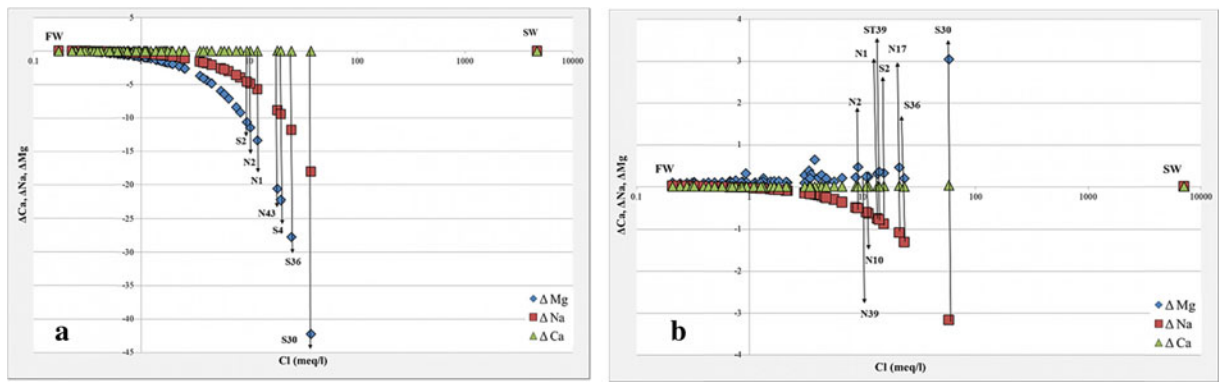 5
FW
SW
0
0.1
1
10
100
1000
10000
-5
-10
-15
-20
-25
-30
-35
-40
-45
ΔCa, ΔNa, ΔMg
S2
N2
N1
N43
S4
S36
S30
a
Δ Mg
Δ Na
Δ Ca
Cl (meq/l)
4
3
2
1
0
-1
-2
-3
-4
ΔCa, ΔNa, ΔMg
ST39
S30
N1
N17
S2
N2
S36
FW
SW
0.1
1
10
100
1000
10000
N10
N39
b
Δ Mg
Δ Na
Δ Ca
Cl (meq/l)